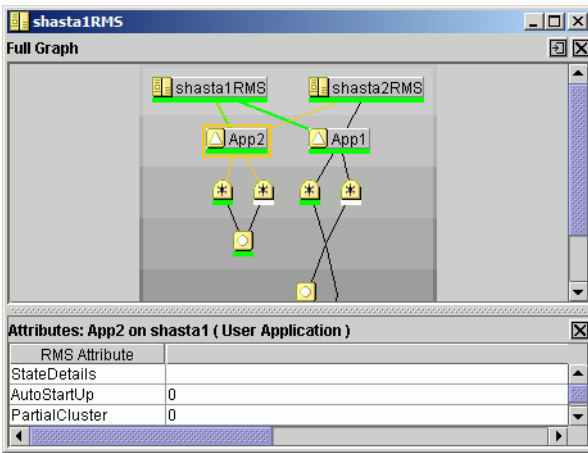 shasta1RMS
Full Graph
shasta1RMS shasta2RMS
App2 App1
Attributes: App2 on shasta1 ( User Application )
RMS Attribute
StateDetails
AutoStartUp 0
PartialCluster 0